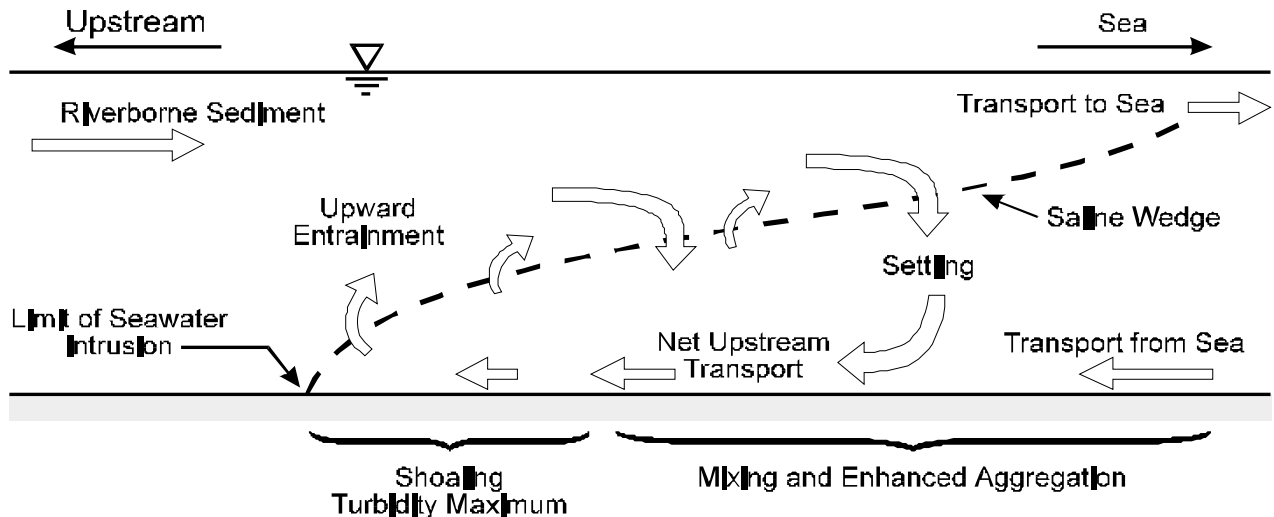 Upstream
Sea
Riverborne Sediment
Transport to Sea
Upward
Entrainment
Saline Wedge
Settling
Limit of Seawater
Intrusion
Net Upstream
Transport
Transport from Sea
Shoaling
Turbidity Maximum
Mixing and Enhanced Aggregation